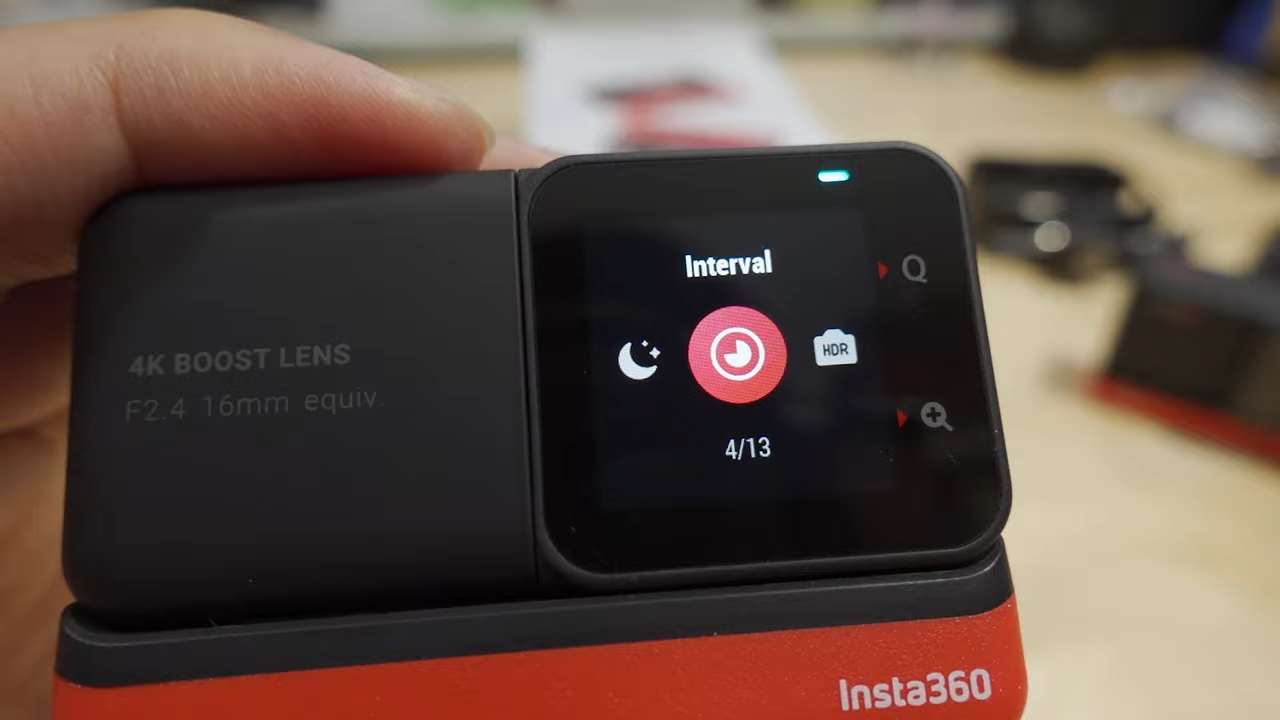 Interval
Q
HDR
4/13
4K BOOST LENS
F2.4 16mm equiv.
Insta360